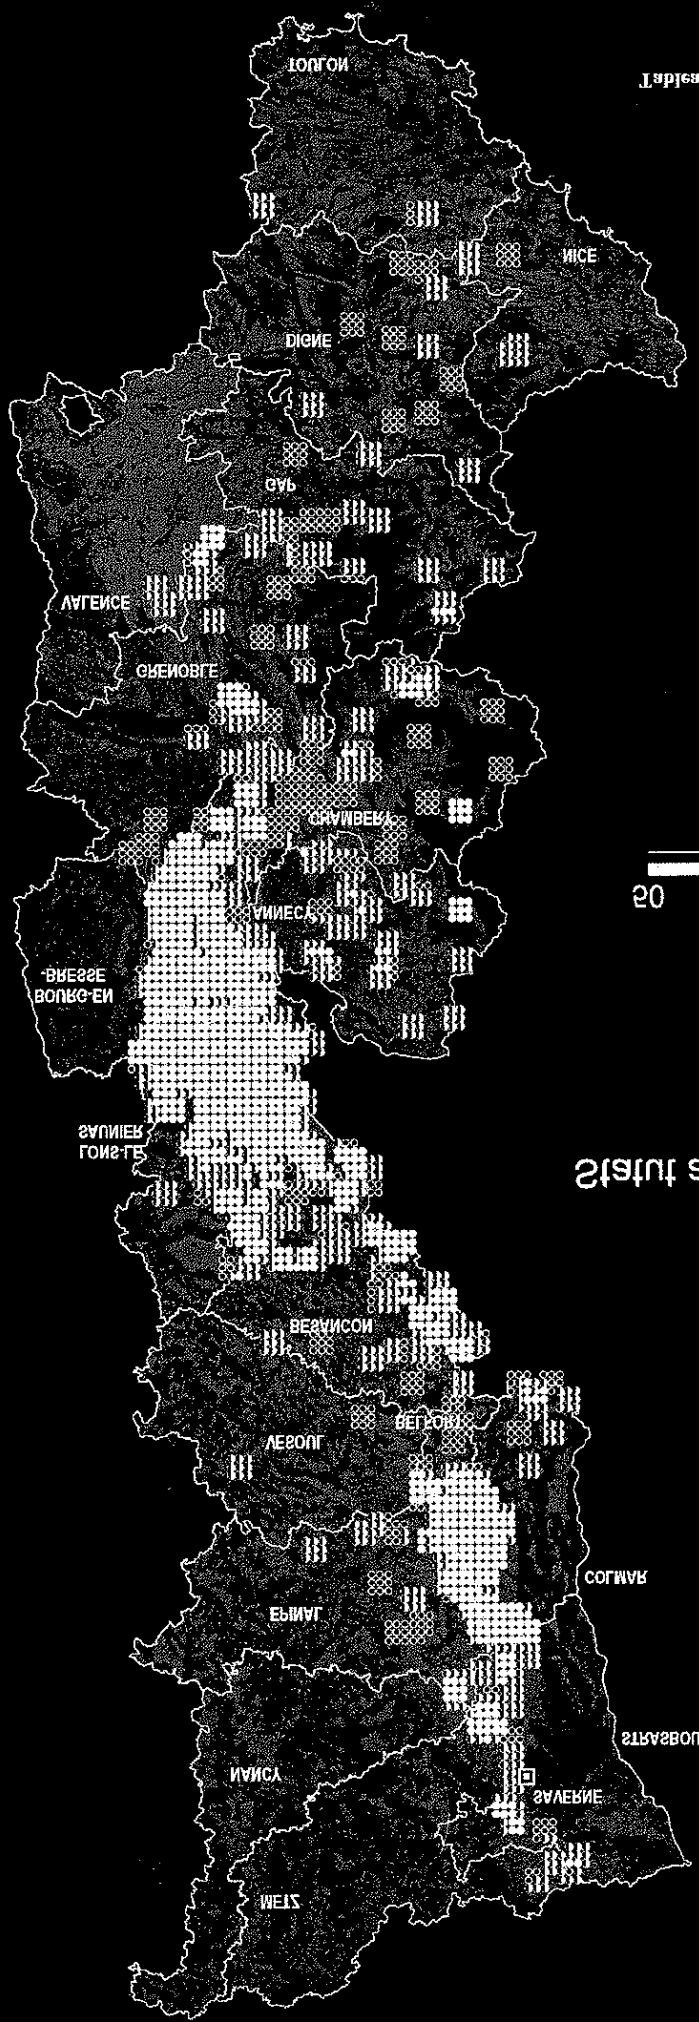 TOULON
Tablea
NICE
DIGNE
GAP
VALENCE
GRENOBLE
CHAMBERY
50
ANNECY
BOURG-EN
-BRESSE
LONS-LE
SAUNIER
Statut a
BESANCON
BELFORT
VESOUL
COLMAR
EPINAL
STRASBOU
NANCY
SAVERNE
METZ